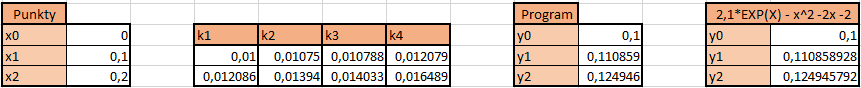 Punkty Program 2,1*EXP(X) - x^2 -2x -2
x0 0 k1 k2 k3 k4 y0 0,1 y0 0,1
x1 0,1 0,01 0,01075 0,010788 0,012079 y1 0,110859 y1 0,110858928
x2 0,2 0,012086 0,01394 0,014033 0,016489 y2 0,124946 y2 0,124945792